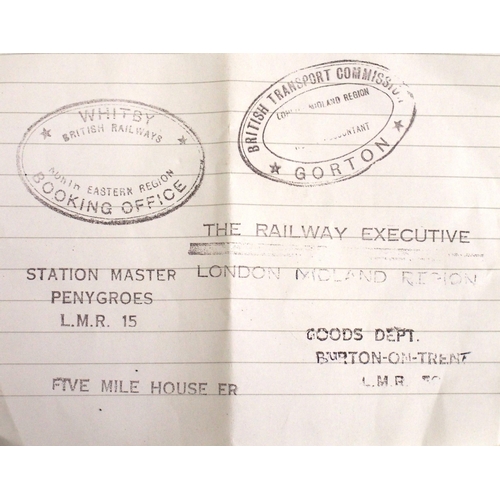 WHITBY
BRITISH RAILWAYS
NORTH EASTERN REGION
BOOKING OFFICE
BRITISH TRANSPORT COMMISSION
MIDLAND REGION
ACCOUNTANT
GORTON
THE RAILWAY EXECUTIVE
LONDON MIDLAND REGION
STATION MASTER
PENYGROES
L.M.R. 15
GOODS DEPT.
BURTON-ON-TRENT
L.M.R.
FIVE MILE HOUSE ER